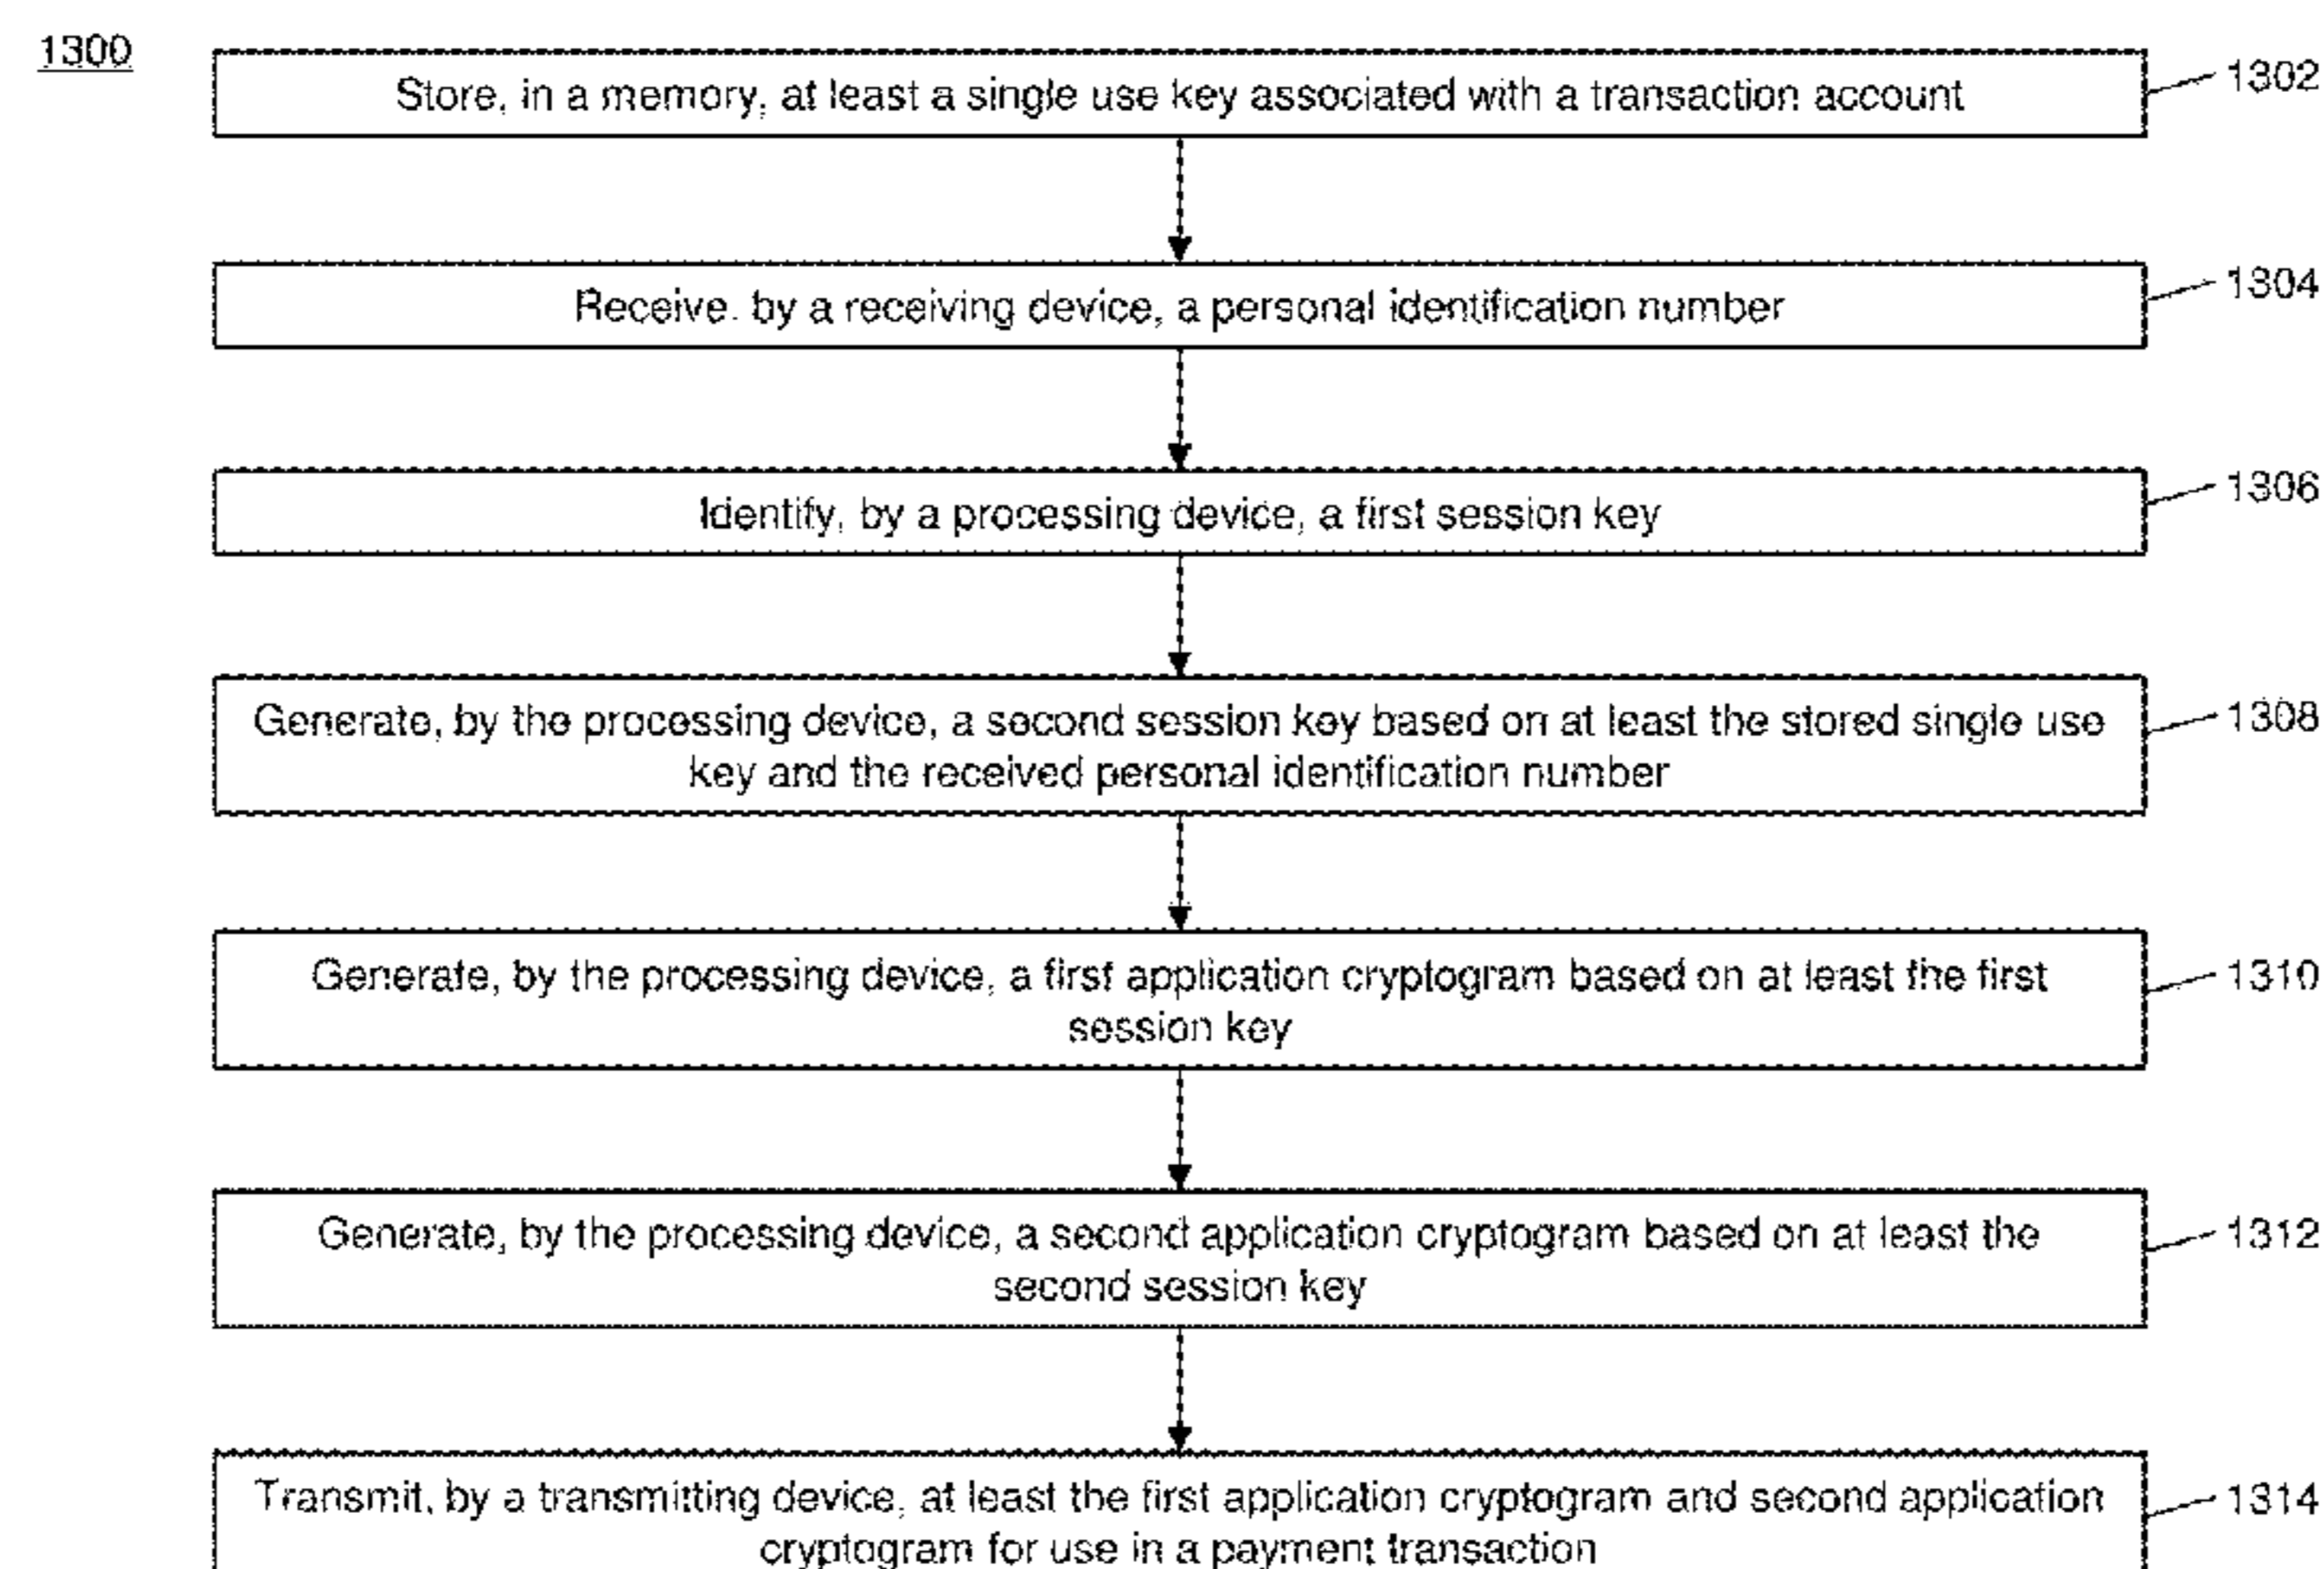 1300
Store, in a memory, at least a single use key associated with a transaction account
1302
Receive. by a receiving device, a personal identification number
1304
Identify, by a processing device, a first session key
1306
Generate, by the processing device, a second session key based on at least the stored single use
key and the received personal identification number
1308
Generate, by the processing device, a first application cryptogram based on at least the first
session key
1310
Generate, by the processing device, a second application cryptogram based on at least the
second session key
1312
Transmit, by a transmitting device, at least the first application cryptogram and second application
cryptogram for use in a payment transaction
1314